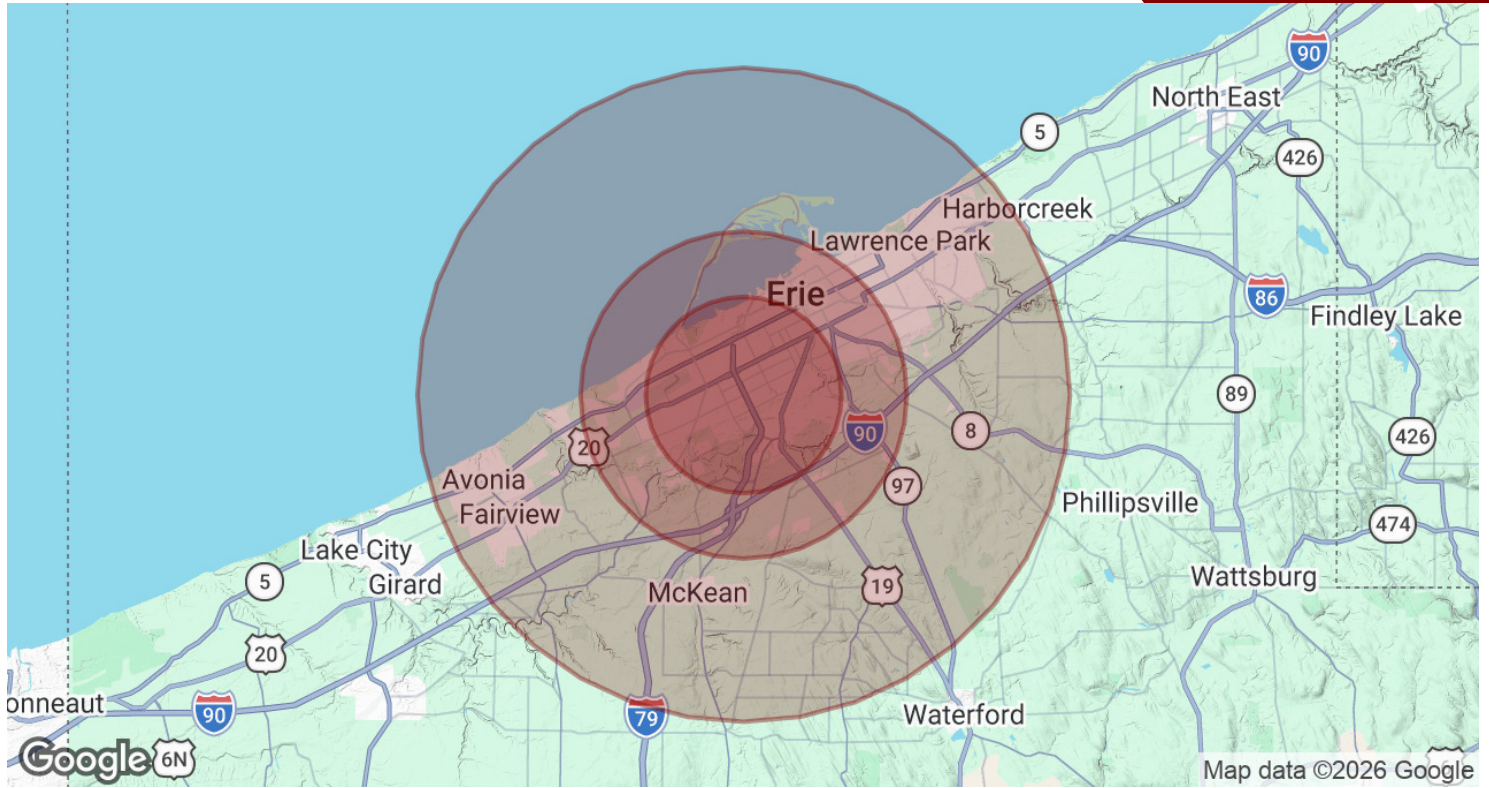 90
North East
5
426
Harborcreek
Lawrence Park
Erie
86
Findley Lake
89
20
90
8
426
Avonia
97
Phillipsville
Fairview
474
Lake City
Girard
5
McKean
19
Wattsburg
20
onneaut
90
79
Waterford
Google
6N
Map data ©2026 Google